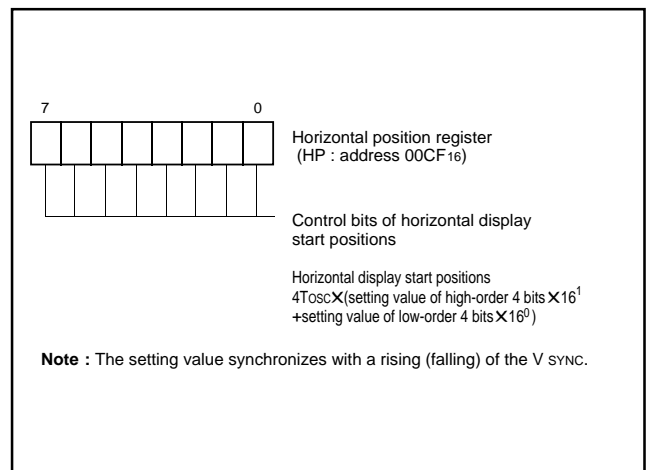 7 0
Horizontal position register
(HP : address 00CF16)
Control bits of horizontal display
start positions
Horizontal display start positions
4TOSC×(setting value of high-order 4 bits×16¹
+setting value of low-order 4 bits×16⁰)
Note : The setting value synchronizes with a rising (falling) of the V SYNC.